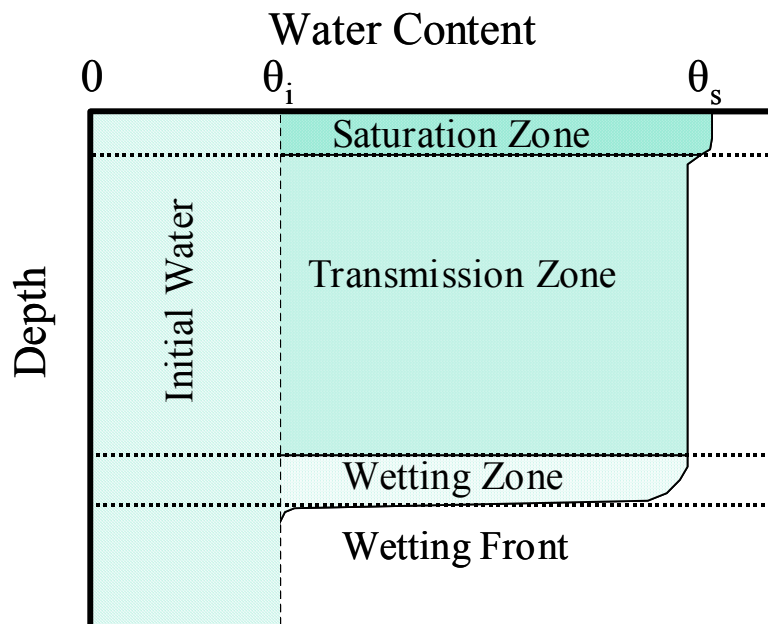 Water Content
0 θi θs
Saturation Zone
Initial Water
Transmission Zone
Depth
Wetting Zone
Wetting Front